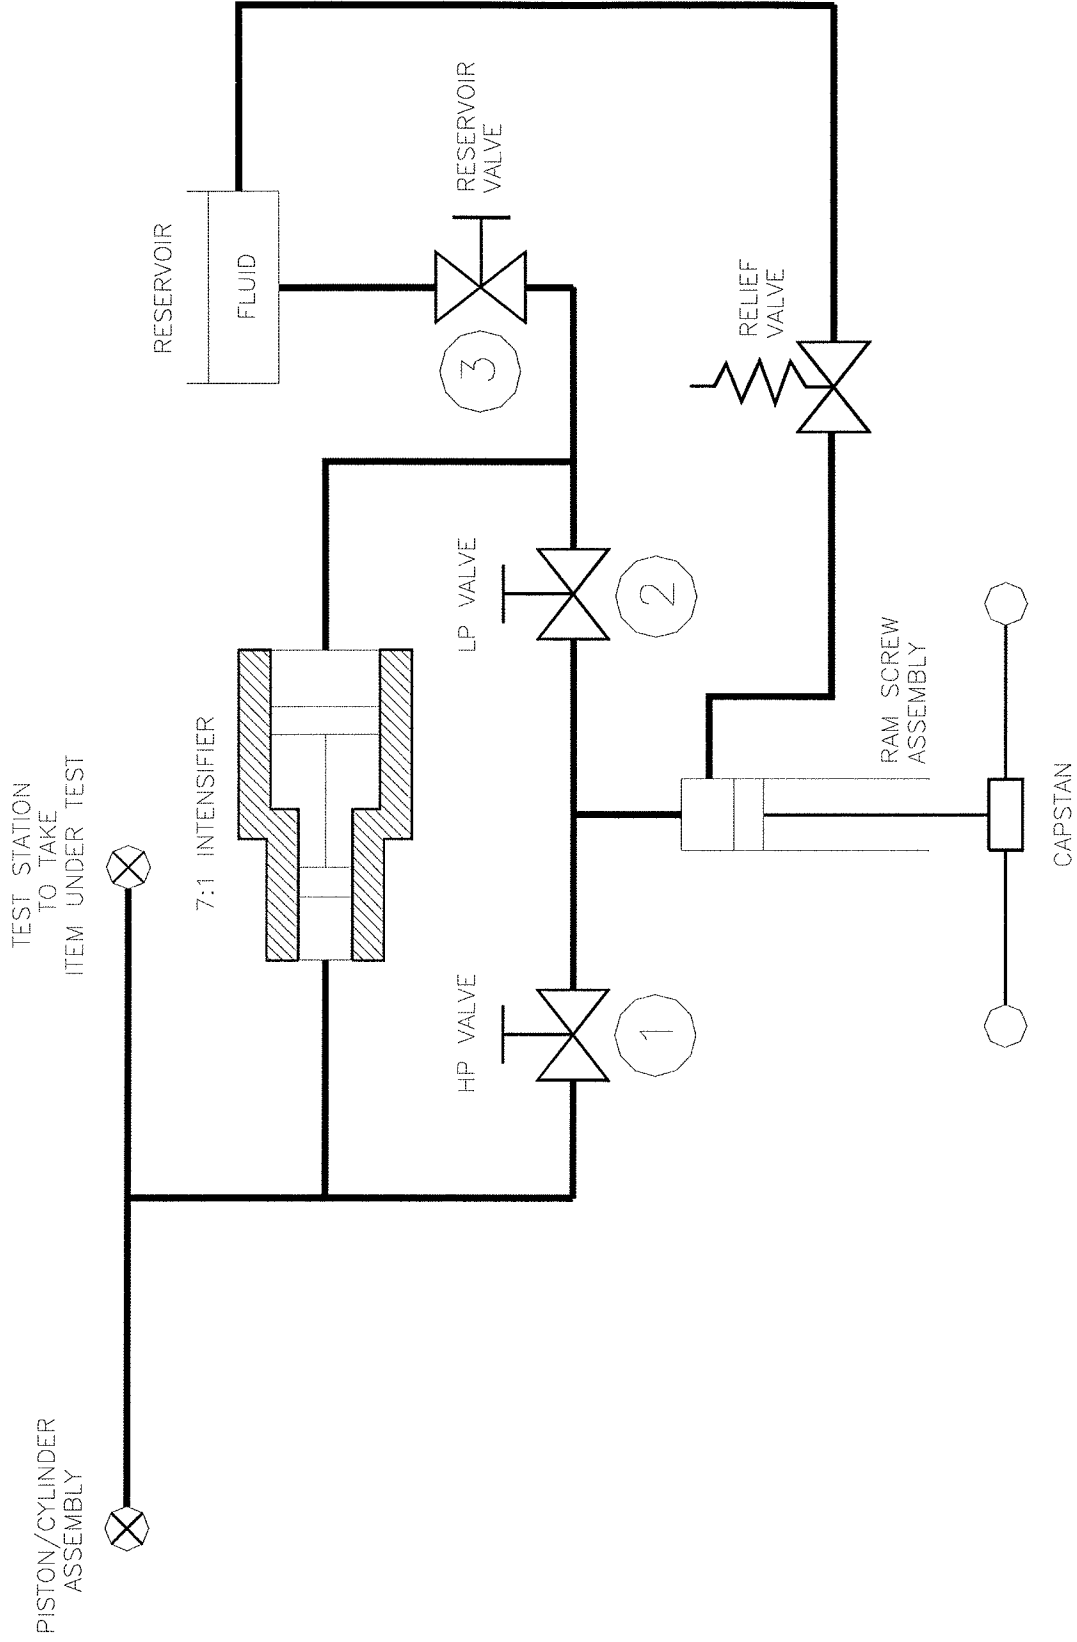 PISTON/CYLINDER
ASSEMBLY
TEST STATION
TO TAKE
ITEM UNDER TEST
7:1 INTENSIFIER
RESERVOIR
FLUID
HP VALVE
1
LP VALVE
2
3
RESERVOIR
VALVE
RELIEF
VALVE
RAM SCREW
ASSEMBLY
CAPSTAN